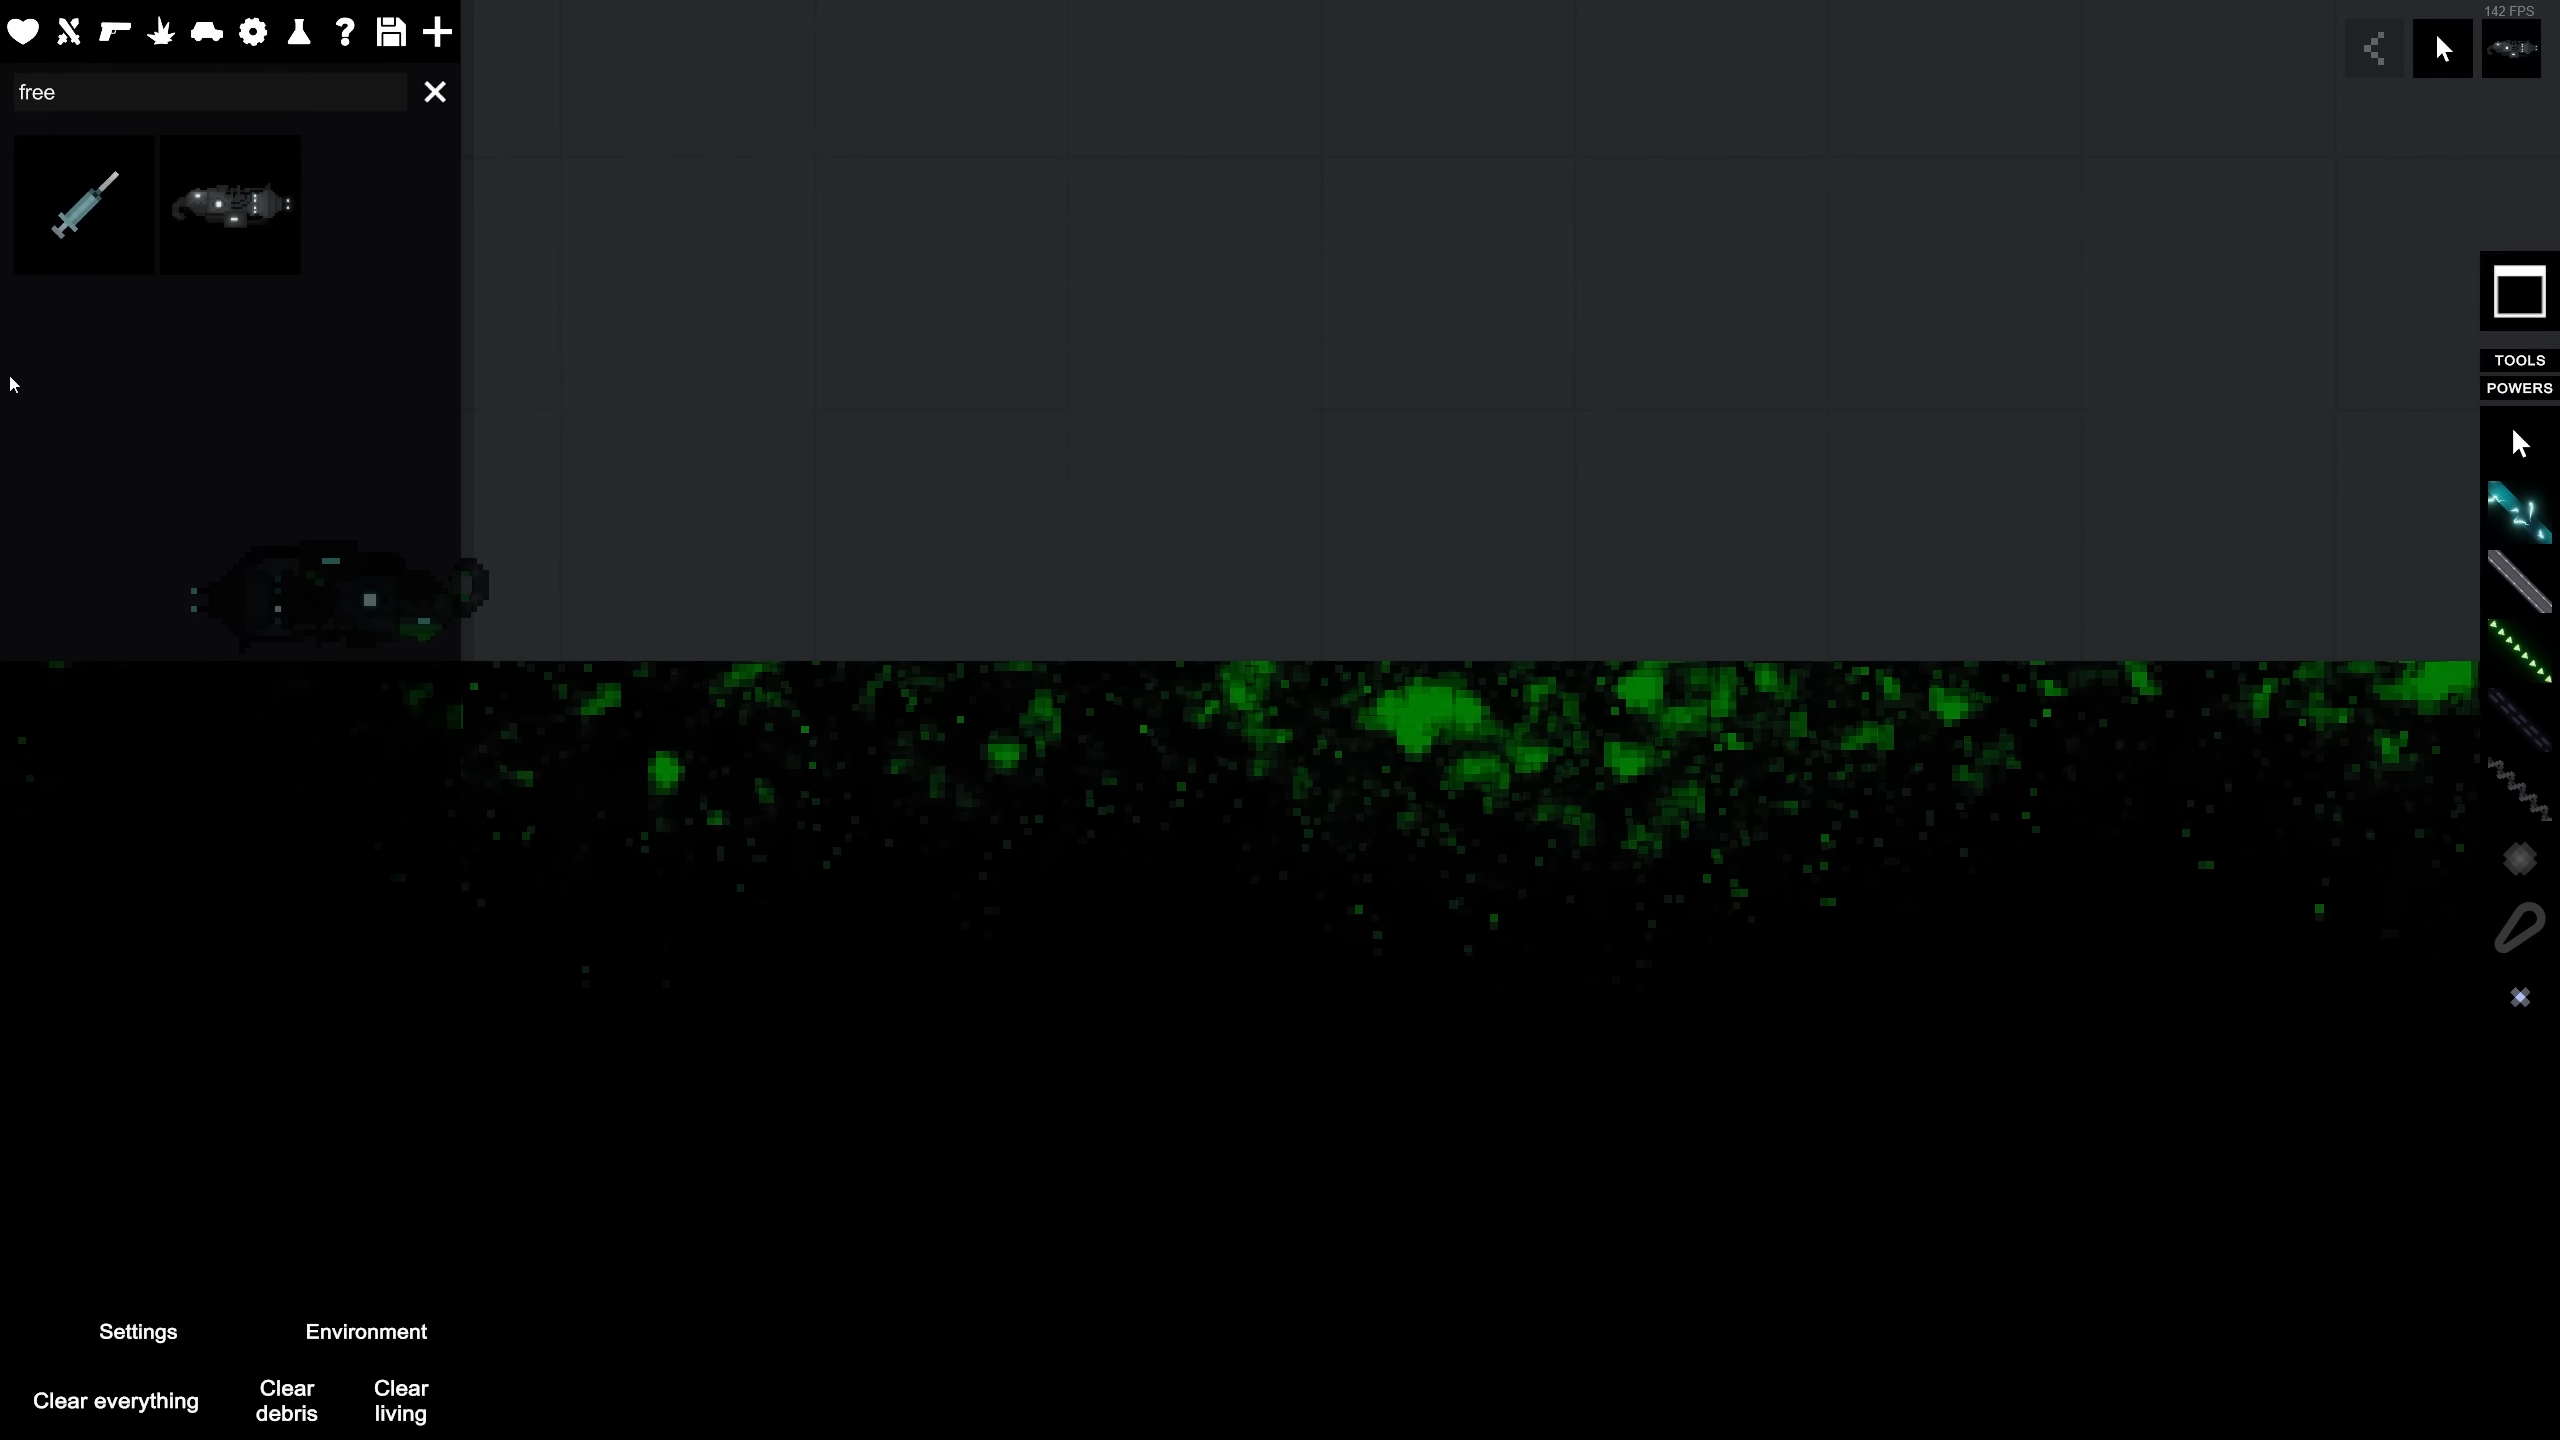 142 FPS
free
TOOLS
POWERS
Settings
Environment
Clear everything
Clear
debris
Clear
living